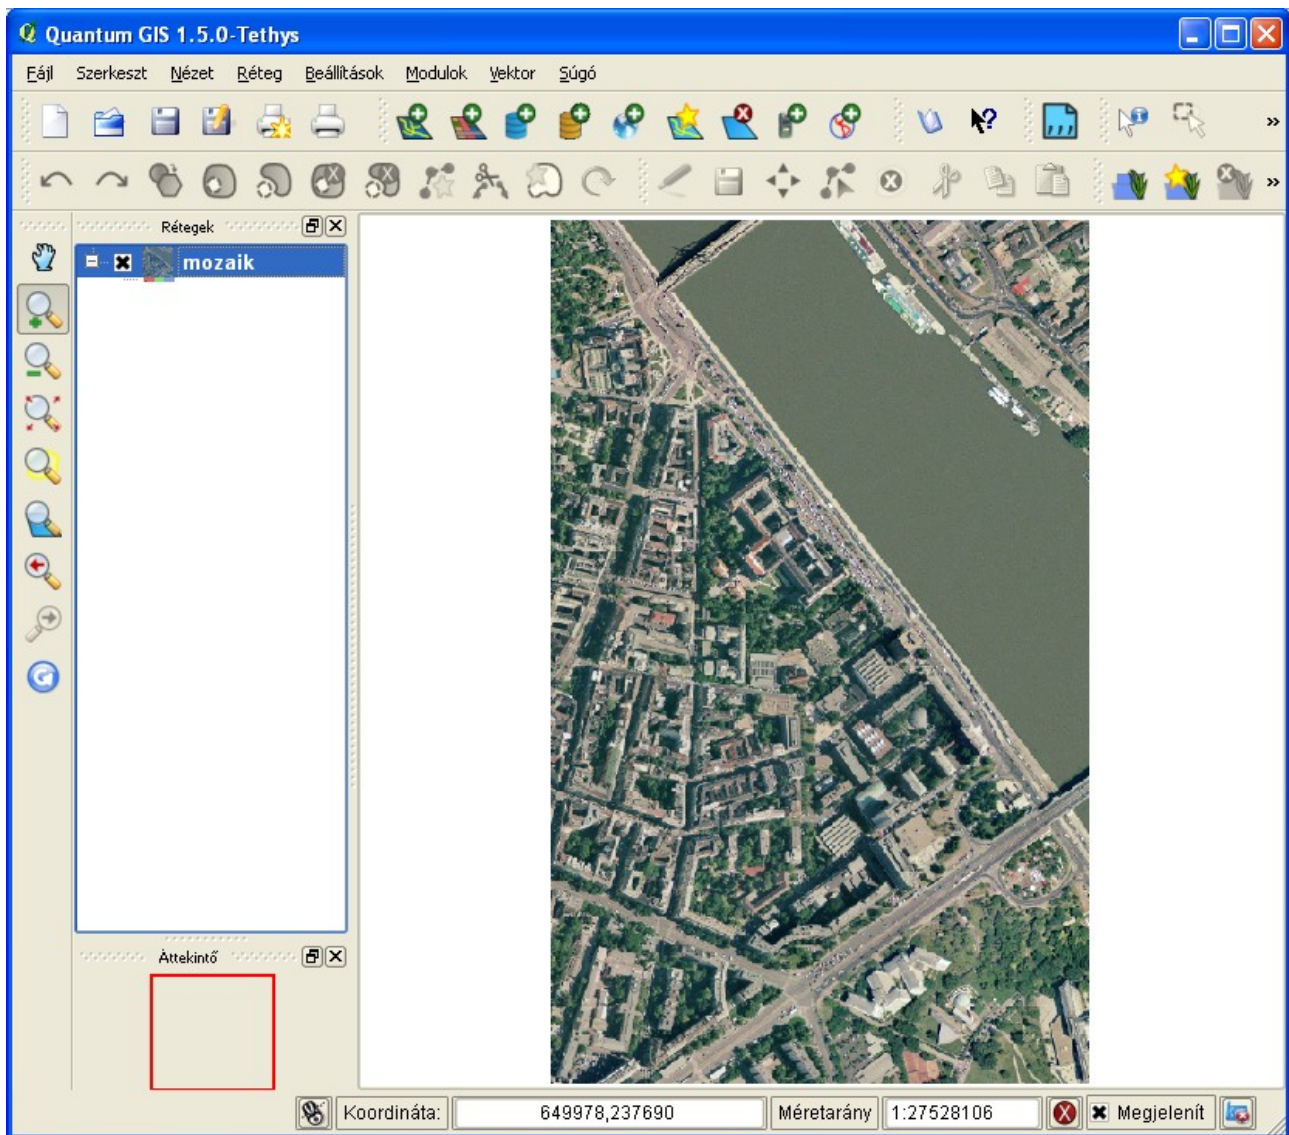 Quantum GIS 1.5.0-Tethys
Fájl Szerkeszt Nézet Réteg Beállítások Modulok Vektor Súgó
Rétegek
mozaik
Áttekintő
Koordináta: 649978,237690 Méretarány 1:27528106 Megjelenít